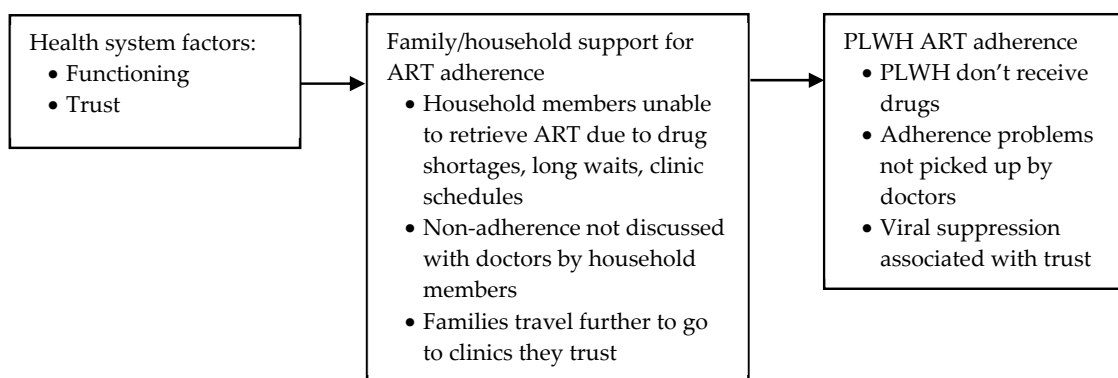 Health system factors:
• Functioning
• Trust
Family/household support for
ART adherence
• Household members unable
to retrieve ART due to drug
shortages, long waits, clinic
schedules
• Non-adherence not discussed
with doctors by household
members
• Families travel further to go
to clinics they trust
PLWH ART adherence
• PLWH don’t receive
drugs
• Adherence problems
not picked up by
doctors
• Viral suppression
associated with trust